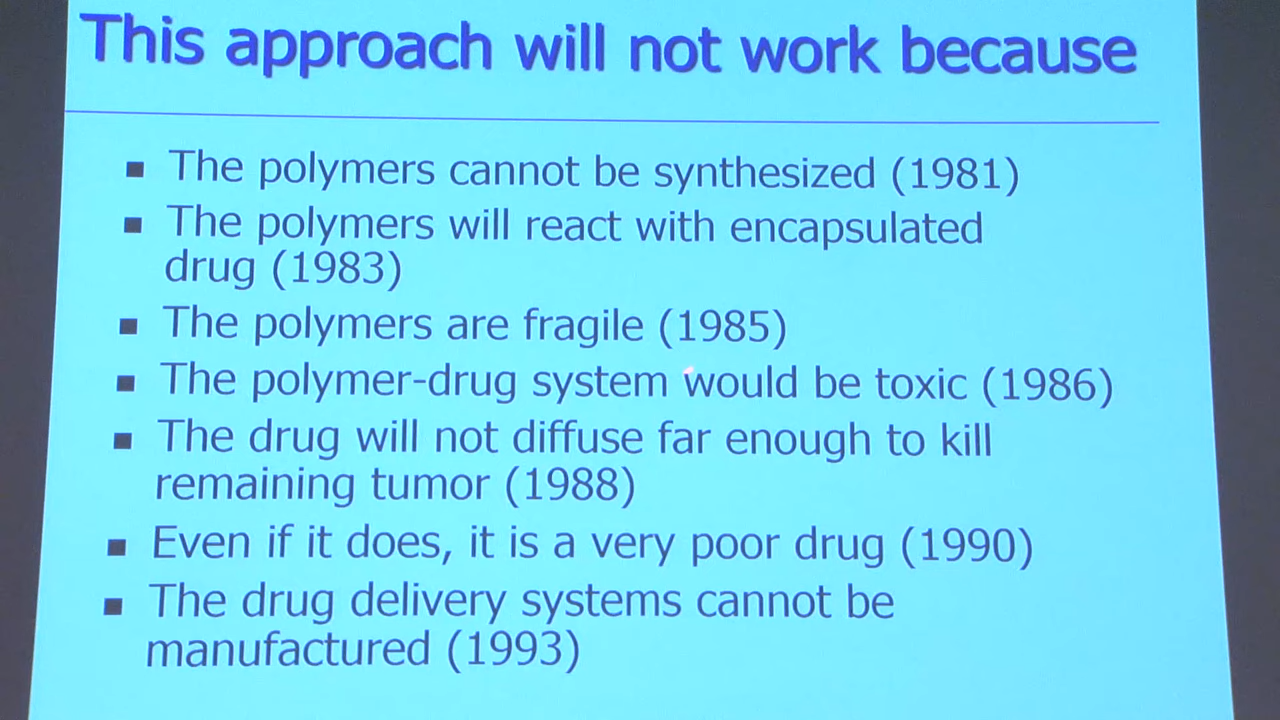 This approach will not work because
▪ The polymers cannot be synthesized (1981)
▪ The polymers will react with encapsulated
drug (1983)
▪ The polymers are fragile (1985)
▪ The polymer-drug system would be toxic (1986)
▪ The drug will not diffuse far enough to kill
remaining tumor (1988)
▪ Even if it does, it is a very poor drug (1990)
▪ The drug delivery systems cannot be
manufactured (1993)